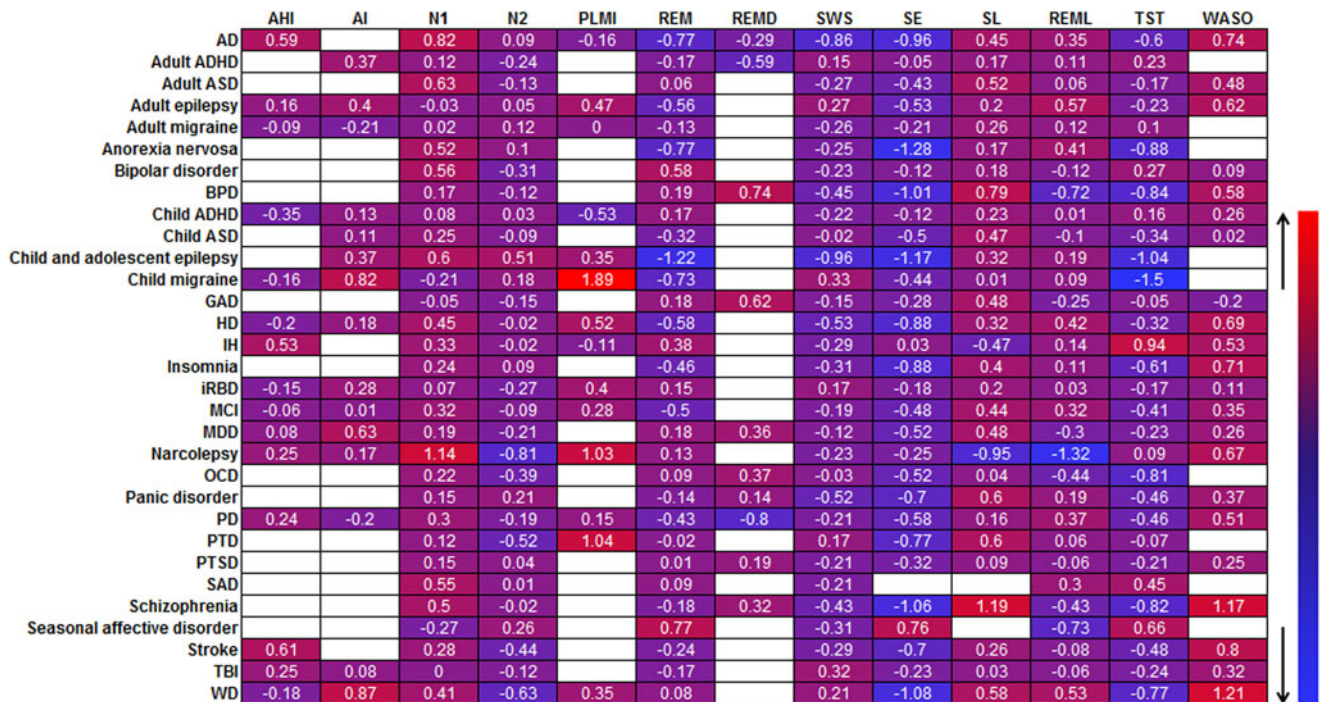 AHI AI N1 N2 PLMI REM REMD SWS SE SL REML TST WASO
AD 0.59 0.82 0.09 -0.16 -0.77 -0.29 -0.86 -0.96 0.45 0.35 -0.6 0.74
Adult ADHD 0.37 0.12 -0.24 -0.17 -0.59 0.15 -0.05 0.17 0.11 0.23
Adult ASD 0.63 -0.13 0.06 -0.27 -0.43 0.52 0.06 -0.17 0.48
Adult epilepsy 0.16 0.4 -0.03 0.05 0.47 -0.56 0.27 -0.53 0.2 0.57 -0.23 0.62
Adult migraine -0.09 -0.21 0.02 0.12 0 -0.13 -0.26 -0.21 0.26 0.12 0.1
Anorexia nervosa 0.52 0.1 -0.77 -0.25 -1.28 0.17 0.41 -0.88
Bipolar disorder 0.56 -0.31 0.58 -0.23 -0.12 0.18 -0.12 0.27 0.09
BPD 0.17 -0.12 0.19 0.74 -0.45 -1.01 0.79 -0.72 -0.84 0.58
Child ADHD -0.35 0.13 0.08 0.03 -0.53 0.17 -0.22 -0.12 0.23 0.01 0.16 0.26
Child ASD 0.11 0.25 -0.09 -0.32 -0.02 -0.5 0.47 -0.1 -0.34 0.02
Child and adolescent epilepsy 0.37 0.6 0.51 0.35 -1.22 -0.96 -1.17 0.32 0.19 -1.04
Child migraine -0.16 0.82 -0.21 0.18 1.89 -0.73 0.33 -0.44 0.01 0.09 -1.5
GAD -0.05 -0.15 0.18 0.62 -0.15 -0.28 0.48 -0.25 -0.05 -0.2
HD -0.2 0.18 0.45 -0.02 0.52 -0.58 -0.53 -0.88 0.32 0.42 -0.32 0.69
IH 0.53 0.33 -0.02 -0.11 0.38 -0.29 0.03 -0.47 0.14 0.94 0.53
Insomnia 0.24 0.09 -0.46 -0.31 -0.88 0.4 0.11 -0.61 0.71
iRBD -0.15 0.28 0.07 -0.27 0.4 0.15 0.17 -0.18 0.2 0.03 -0.17 0.11
MCI -0.06 0.01 0.32 -0.09 0.28 -0.5 -0.19 -0.48 0.44 0.32 -0.41 0.35
MDD 0.08 0.63 0.19 -0.21 0.18 0.36 -0.12 -0.52 0.48 -0.3 -0.23 0.26
Narcolepsy 0.25 0.17 1.14 -0.81 1.03 0.13 -0.23 -0.25 -0.95 -1.32 0.09 0.67
OCD 0.22 -0.39 0.09 0.37 -0.03 -0.52 0.04 -0.44 -0.81
Panic disorder 0.15 0.21 -0.14 0.14 -0.52 -0.7 0.6 0.19 -0.46 0.37
PD 0.24 -0.2 0.3 -0.19 0.15 -0.43 -0.8 -0.21 -0.58 0.16 0.37 -0.46 0.51
PTD 0.12 -0.52 1.04 -0.02 0.17 -0.77 0.6 0.06 -0.07
PTSD 0.15 0.04 0.01 0.19 -0.21 -0.32 0.09 -0.06 -0.21 0.25
SAD 0.55 0.01 0.09 -0.21 0.3 0.45
Schizophrenia 0.5 -0.02 -0.18 0.32 -0.43 -1.06 1.19 -0.43 -0.82 1.17
Seasonal affective disorder -0.27 0.26 0.77 -0.31 0.76 -0.73 0.66
Stroke 0.61 0.28 -0.44 -0.24 -0.29 -0.7 0.26 -0.08 -0.48 0.8
TBI 0.25 0.08 0 -0.12 -0.17 0.32 -0.23 0.03 -0.06 -0.24 0.32
WD -0.18 0.87 0.41 -0.63 0.35 0.08 0.21 -1.08 0.58 0.53 -0.77 1.21